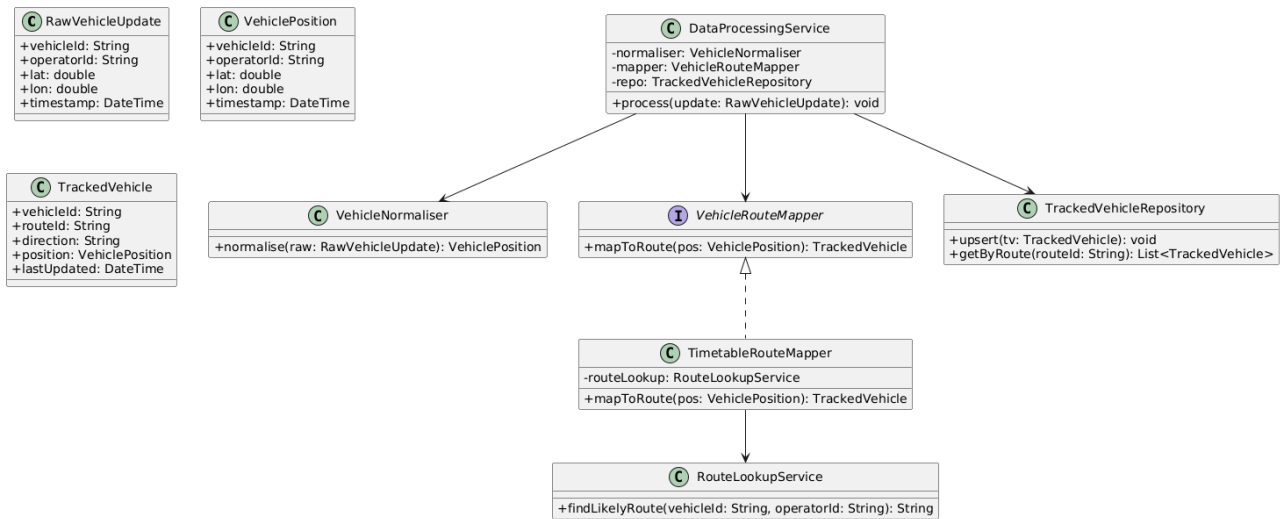 C RawVehicleUpdate
+vehicleId: String
+operatorId: String
+lat: double
+lon: double
+timestamp: DateTime
C VehiclePosition
+vehicleId: String
+operatorId: String
+lat: double
+lon: double
+timestamp: DateTime
C DataProcessingService
-normaliser: VehicleNormaliser
-mapper: VehicleRouteMapper
-repo: TrackedVehicleRepository
+process(update: RawVehicleUpdate): void
C TrackedVehicle
+vehicleId: String
+routeId: String
+direction: String
+position: VehiclePosition
+lastUpdated: DateTime
C VehicleNormaliser
+normalise(raw: RawVehicleUpdate): VehiclePosition
I VehicleRouteMapper
+mapToRoute(pos: VehiclePosition): TrackedVehicle
C TrackedVehicleRepository
+upsert(tv: TrackedVehicle): void
+getByRoute(routeId: String): List<TrackedVehicle>
C TimetableRouteMapper
-routeLookup: RouteLookupService
+mapToRoute(pos: VehiclePosition): TrackedVehicle
C RouteLookupService
+findLikelyRoute(vehicleId: String, operatorId: String): String